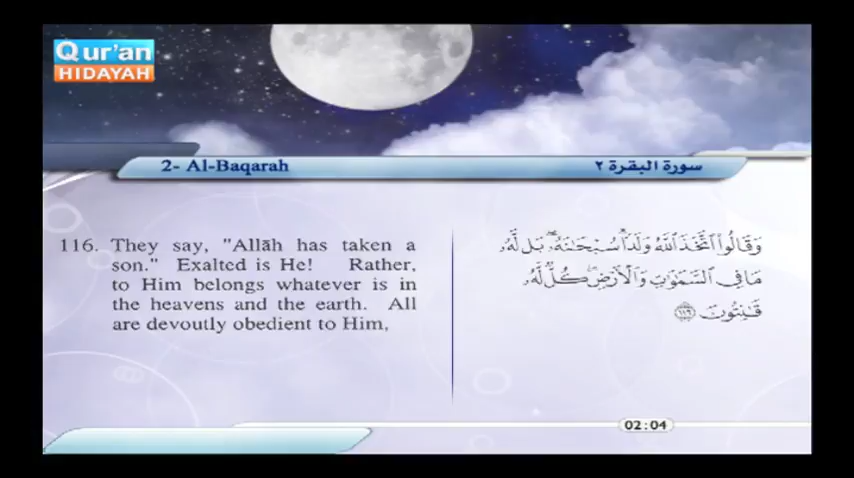 Qur'an
HIDAYAH
2- Al-Baqarah
سورة البقرة ٢
116. They say, "Allāh has taken a
son." Exalted is He! Rather,
to Him belongs whatever is in
the heavens and the earth. All
are devoutly obedient to Him,
وَقَالُوا۟ ٱتَّخَذَ ٱللَّهُ وَلَدًا ۗ سُبْحَـٰنَهُۥ ۖ بَل لَّهُۥ
مَا فِى ٱلسَّمَـٰوَٰتِ وَٱلْأَرْضِ ۖ كُلٌّ لَّهُۥ
قَـٰنِتُونَ ١١٦
02:04